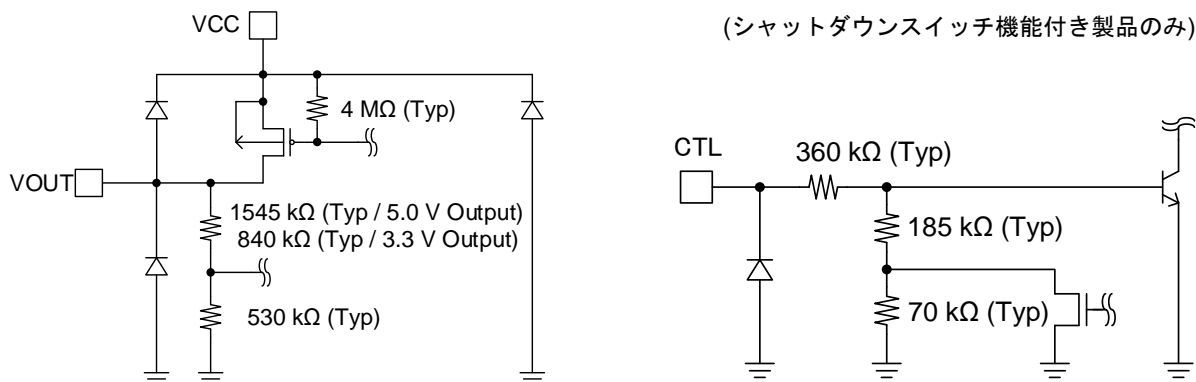 VCC
(シャットダウンスイッチ機能付き製品のみ)
4 MΩ (Typ)
VOUT
1545 kΩ (Typ / 5.0 V Output)
840 kΩ (Typ / 3.3 V Output)
530 kΩ (Typ)
CTL
360 kΩ (Typ)
185 kΩ (Typ)
70 kΩ (Typ)